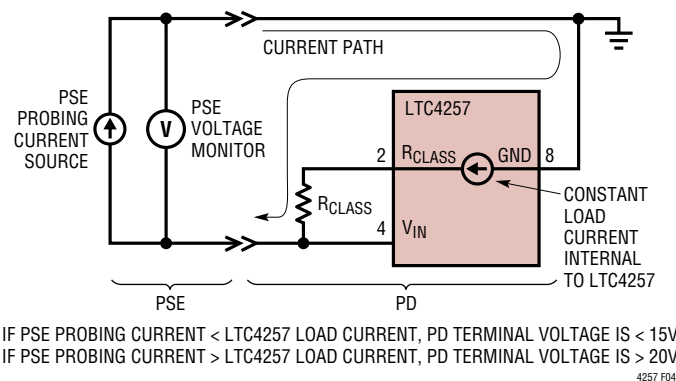 CURRENT PATH
PSE
PROBING
CURRENT
SOURCE
V
PSE
VOLTAGE
MONITOR
LTC4257
2
RCLASS
GND
8
RCLASS
4
VIN
CONSTANT
LOAD
CURRENT
INTERNAL
TO LTC4257
PSE
PD
IF PSE PROBING CURRENT < LTC4257 LOAD CURRENT, PD TERMINAL VOLTAGE IS < 15V
IF PSE PROBING CURRENT > LTC4257 LOAD CURRENT, PD TERMINAL VOLTAGE IS > 20V
4257 F04